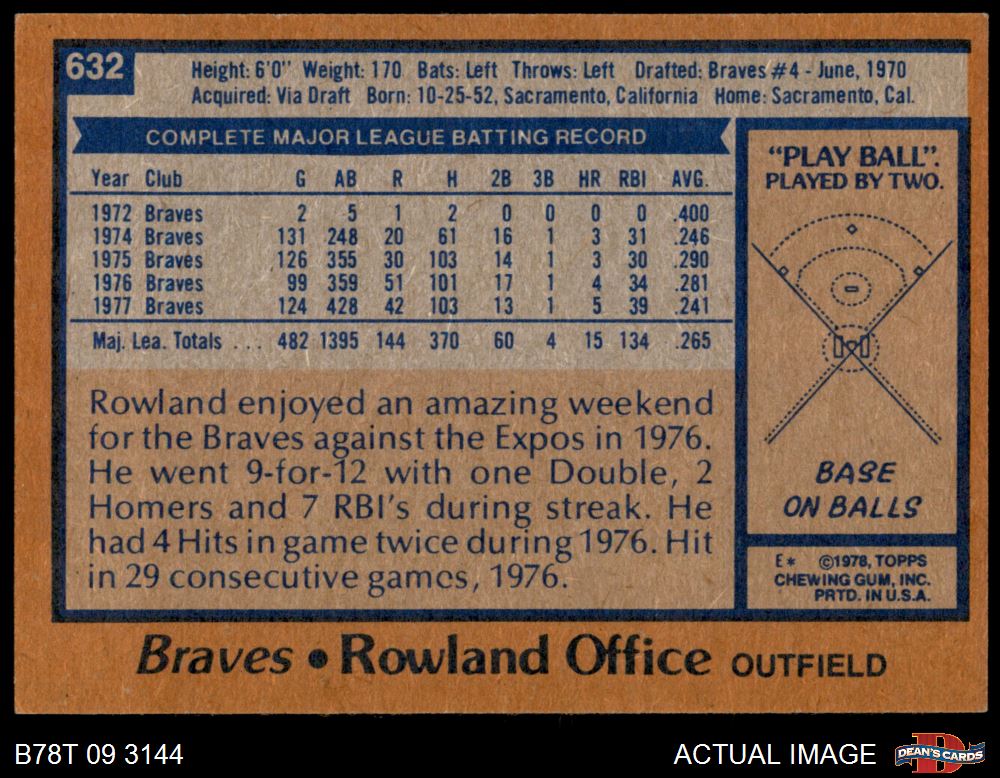 632
Height: 6'0" Weight: 170 Bats: Left Throws: Left Drafted: Braves #4 - June, 1970
Acquired: Via Draft Born: 10-25-52, Sacramento, California Home: Sacramento, Cal.
COMPLETE MAJOR LEAGUE BATTING RECORD
Year Club G AB R H 2B 3B HR RBI AVG.
1972 Braves 2 5 1 2 0 0 0 0 .400
1974 Braves 131 248 20 61 16 1 3 31 .246
1975 Braves 126 355 30 103 14 1 3 30 .290
1976 Braves 99 359 51 101 17 1 4 34 .281
1977 Braves 124 428 42 103 13 1 5 39 .241
Maj. Lea. Totals ... 482 1395 144 370 60 4 15 134 .265
Rowland enjoyed an amazing weekend
for the Braves against the Expos in 1976.
He went 9-for-12 with one Double, 2
Homers and 7 RBI's during streak. He
had 4 Hits in game twice during 1976. Hit
in 29 consecutive games, 1976.
"PLAY BALL".
PLAYED BY TWO.
BASE
ON BALLS
E* ©1978, TOPPS
CHEWING GUM, INC.
PRTD. IN U.S.A.
Braves • Rowland Office OUTFIELD
B78T 09 3144
ACTUAL IMAGE
D
DEAN'S CARDS